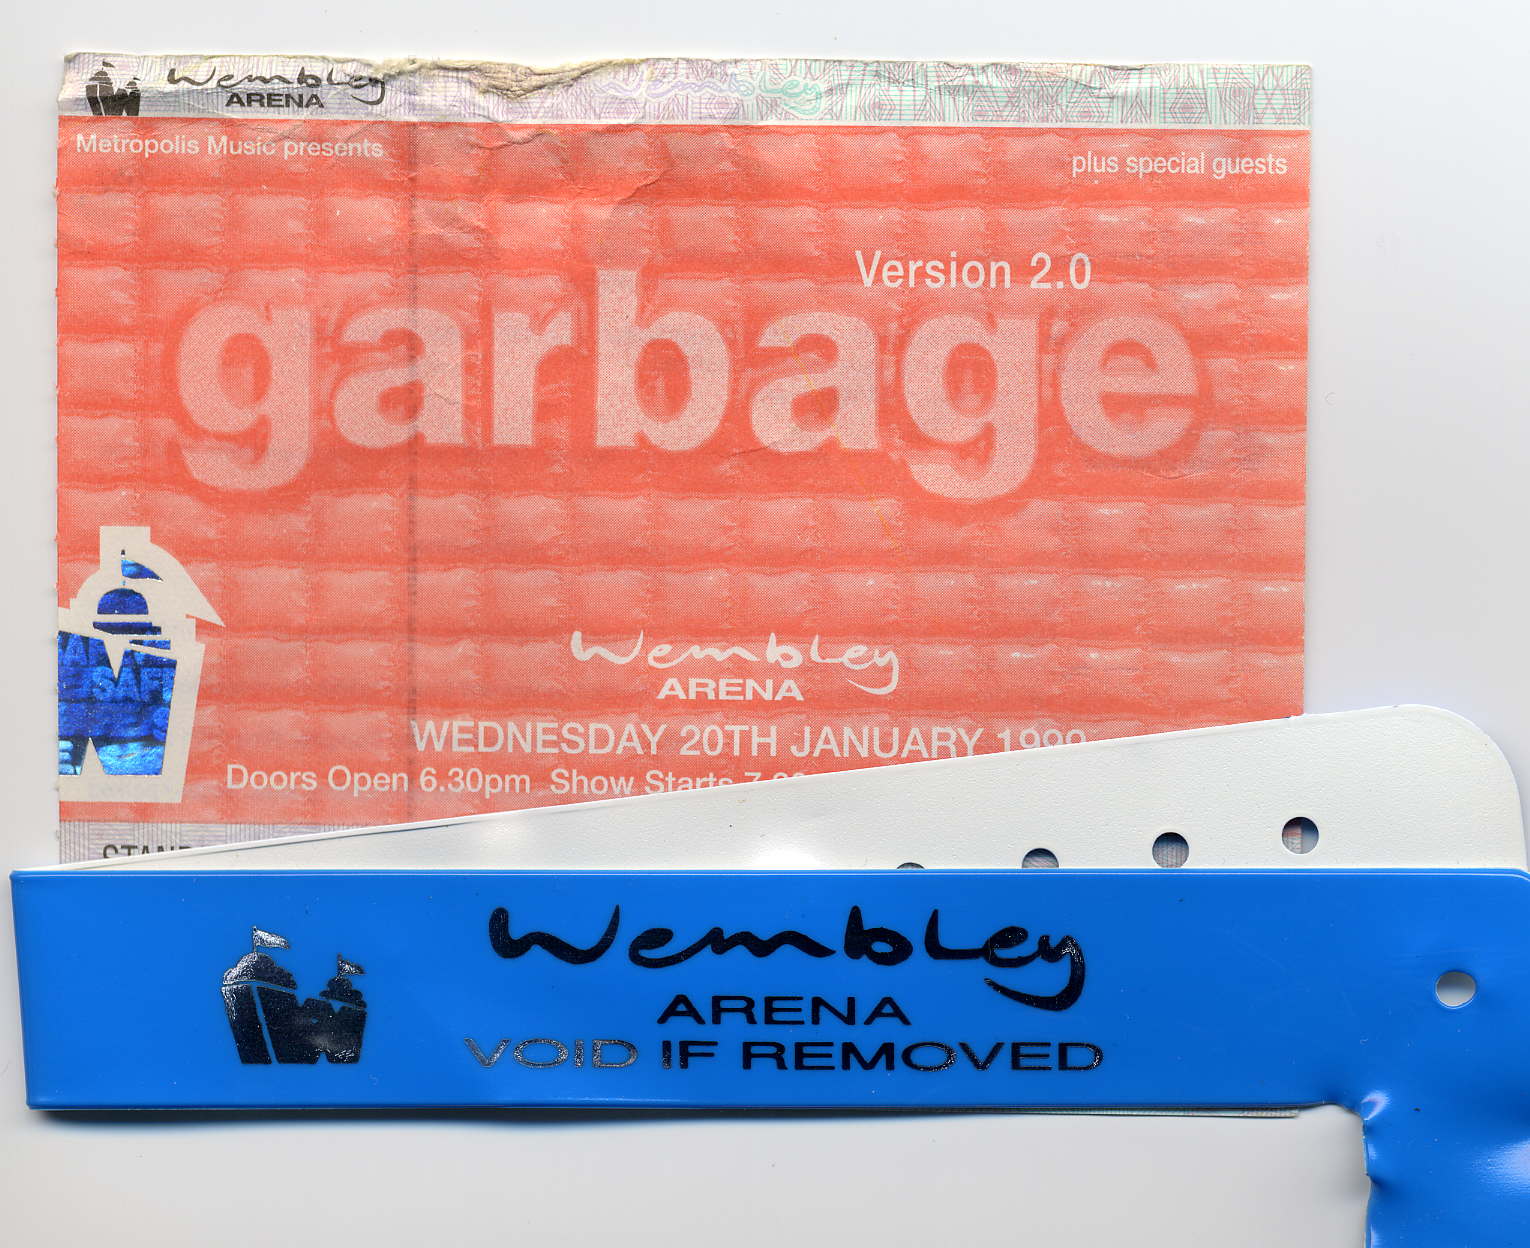 Wembley
ARENA
Metropolis Music presents
plus special guests
Version 2.0
garbage
Wembley
ARENA
WEDNESDAY 20TH JANUARY 1999
Doors Open 6.30pm Show Starts
Wembley
ARENA
VOID IF REMOVED